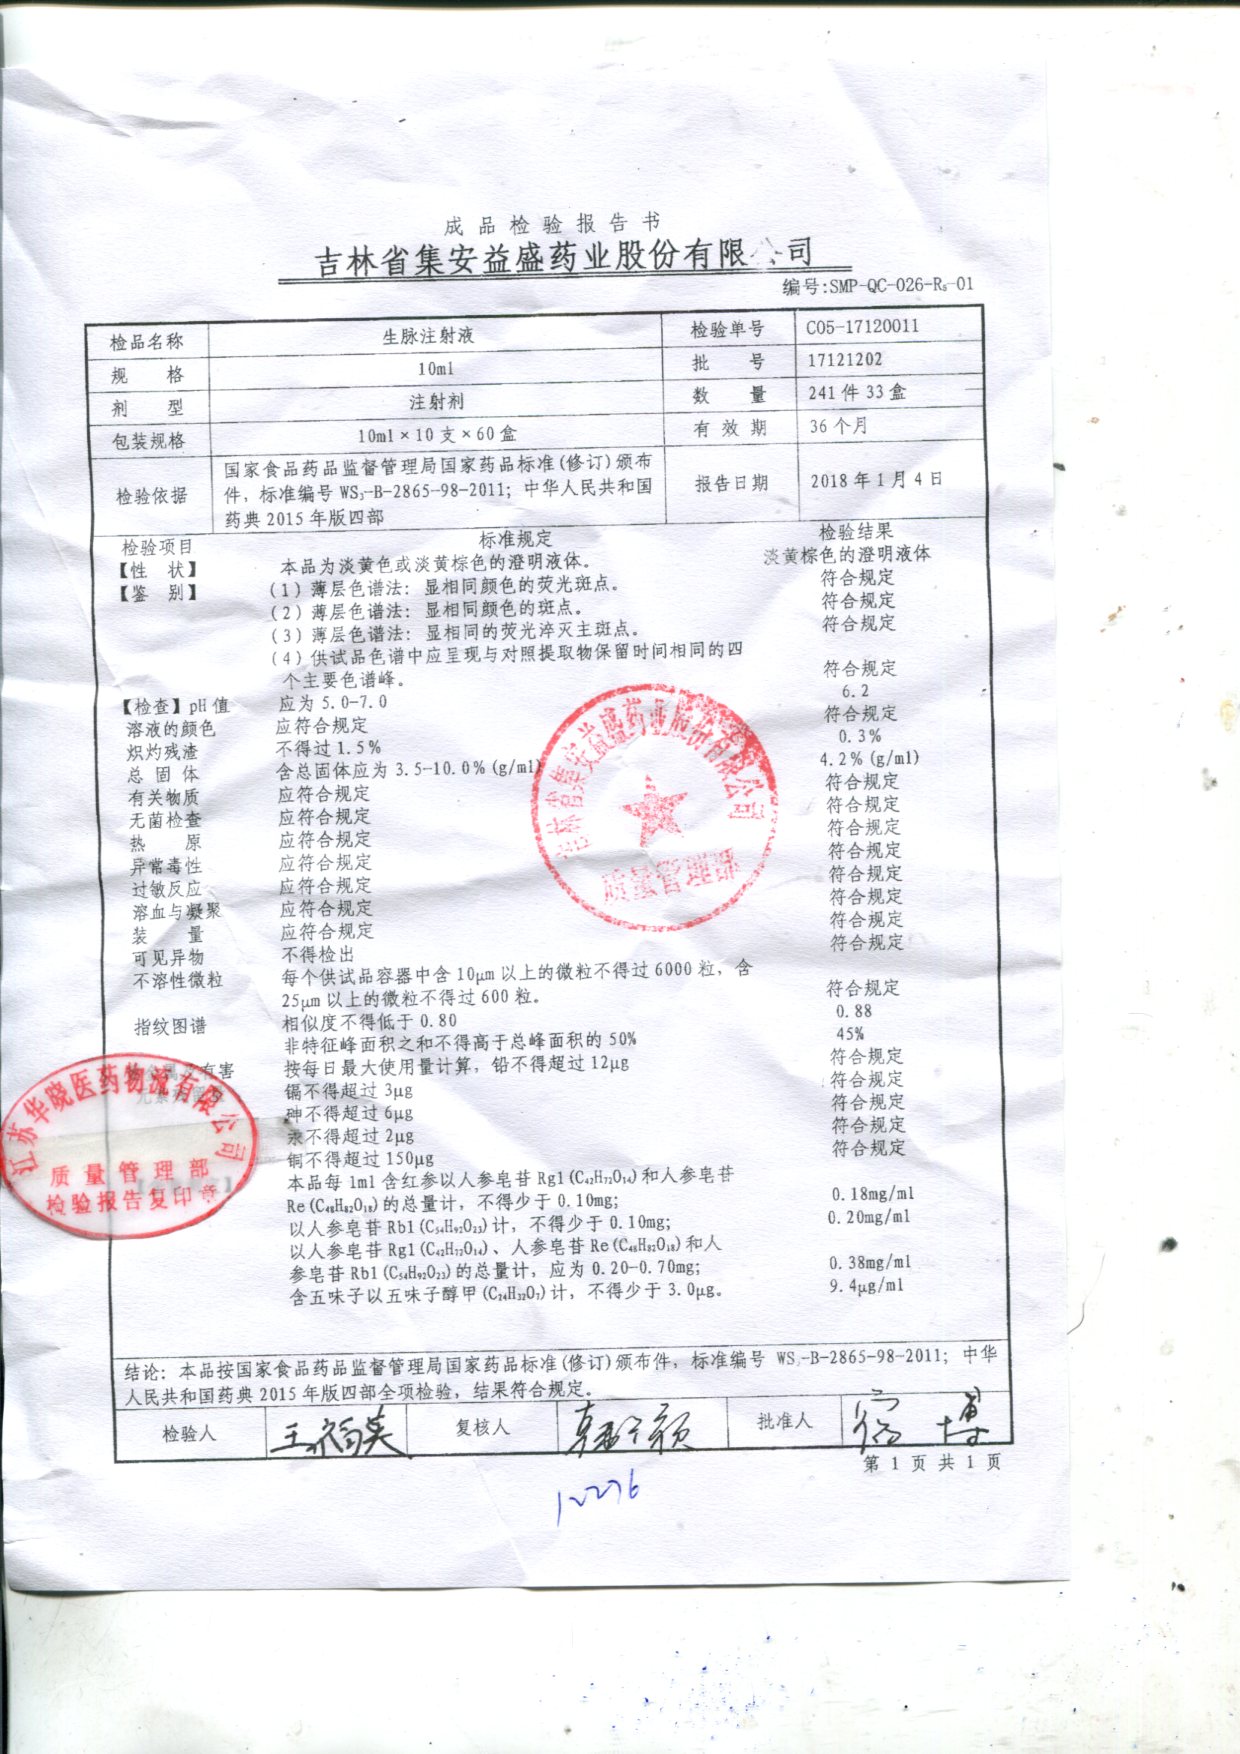 成品检验报告书
吉林省集安益盛药业股份有限公司
编号:SMP-QC-026-R₅-01
检品名称 生脉注射液 检验单号 C05-17120011
规格 10ml 批号 17121202
剂型 注射剂 数量 241件33盒
包装规格 10ml×10支×60盒 有效期 36个月
检验依据 国家食品药品监督管理局国家药品标准(修订)颁布
件，标准编号WS₃-B-2865-98-2011；中华人民共和国
药典2015年版四部
报告日期 2018年1月4日
检验项目 标准规定 检验结果
【性状】 本品为淡黄色或淡黄棕色的澄明液体。 淡黄棕色的澄明液体
【鉴别】 (1)薄层色谱法：显相同颜色的荧光斑点。 符合规定
(2)薄层色谱法：显相同颜色的斑点。 符合规定
(3)薄层色谱法：显相同的荧光淬灭主斑点。 符合规定
(4)供试品色谱中应呈现与对照提取物保留时间相同的四
个主要色谱峰。 符合规定
【检查】pH值 应为5.0-7.0 6.2
溶液的颜色 应符合规定 符合规定
炽灼残渣 不得过1.5% 0.3%
总固体 含总固体应为3.5-10.0%(g/ml) 4.2%(g/ml)
有关物质 应符合规定 符合规定
无菌检查 应符合规定 符合规定
热原 应符合规定 符合规定
异常毒性 应符合规定 符合规定
过敏反应 应符合规定 符合规定
溶血与凝聚 应符合规定 符合规定
装量 应符合规定 符合规定
可见异物 不得检出 符合规定
不溶性微粒 每个供试品容器中含10μm以上的微粒不得过6000粒，含
25μm以上的微粒不得过600粒。 符合规定
指纹图谱 相似度不得低于0.80 0.88
非特征峰面积之和不得高于总峰面积的50% 45%
有害 按每日最大使用量计算，铅不得超过12μg 符合规定
镉不得超过3μg 符合规定
砷不得超过6μg 符合规定
汞不得超过2μg 符合规定
铜不得超过150μg 符合规定
本品每1ml含红参以人参皂苷Rg1(C₄₂H₇₂O₁₄)和人参皂苷
Re(C₄₈H₈₂O₁₈)的总量计，不得少于0.10mg; 0.18mg/ml
以人参皂苷Rb1(C₅₄H₉₂O₂₃)计，不得少于0.10mg; 0.20mg/ml
以人参皂苷Rg1(C₄₂H₇₂O₁₄)、人参皂苷Re(C₄₈H₈₂O₁₈)和人
参皂苷Rb1(C₅₄H₉₂O₂₃)的总量计，应为0.20-0.70mg; 0.38mg/ml
含五味子以五味子醇甲(C₂₄H₃₂O₇)计，不得少于3.0μg。 9.4μg/ml
吉林省集安益盛药业股份有限公司
质量管理部
江苏华晓医药物流有限公司
质量管理部
检验报告复印章
结论：本品按国家食品药品监督管理局国家药品标准(修订)颁布件，标准编号 WS₃-B-2865-98-2011；中华
人民共和国药典2015年版四部全项检验，结果符合规定。
检验人 复核人 批准人
第 1 页 共 1 页